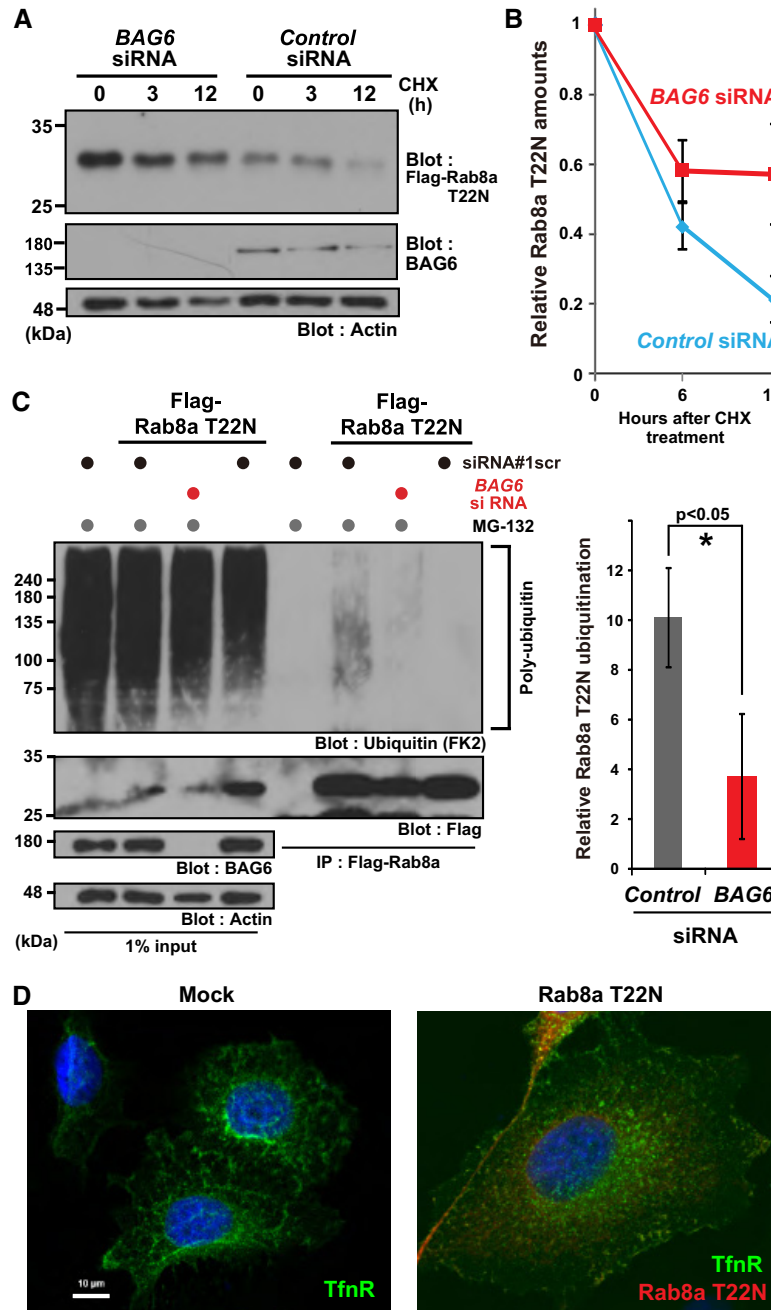 A
BAG6 siRNA
Control siRNA
0 3 12 0 3 12 CHX (h)
35
25
Blot : Flag-Rab8a T22N
180
135
Blot : BAG6
48
(kDa)
Blot : Actin
B
Relative Rab8a T22N amounts
1
0.8
0.6
0.4
0.2
0
BAG6 siRNA
Control siRNA
0 6
Hours after CHX
treatment
C
Flag-
Rab8a T22N
Flag-
Rab8a T22N
siRNA#1scr
BAG6
si RNA
MG-132
240
180
135
100
75
Poly-ubiquitin
Blot : Ubiquitin (FK2)
35
25
Blot : Flag
180
Blot : BAG6
IP : Flag-Rab8a
48
Blot : Actin
(kDa)
1% input
p<0.05
*
Relative Rab8a T22N ubiquitination
14
12
10
8
6
4
2
0
Control BAG6
siRNA
D
Mock
Rab8a T22N
10 µm
TfnR
TfnR
Rab8a T22N